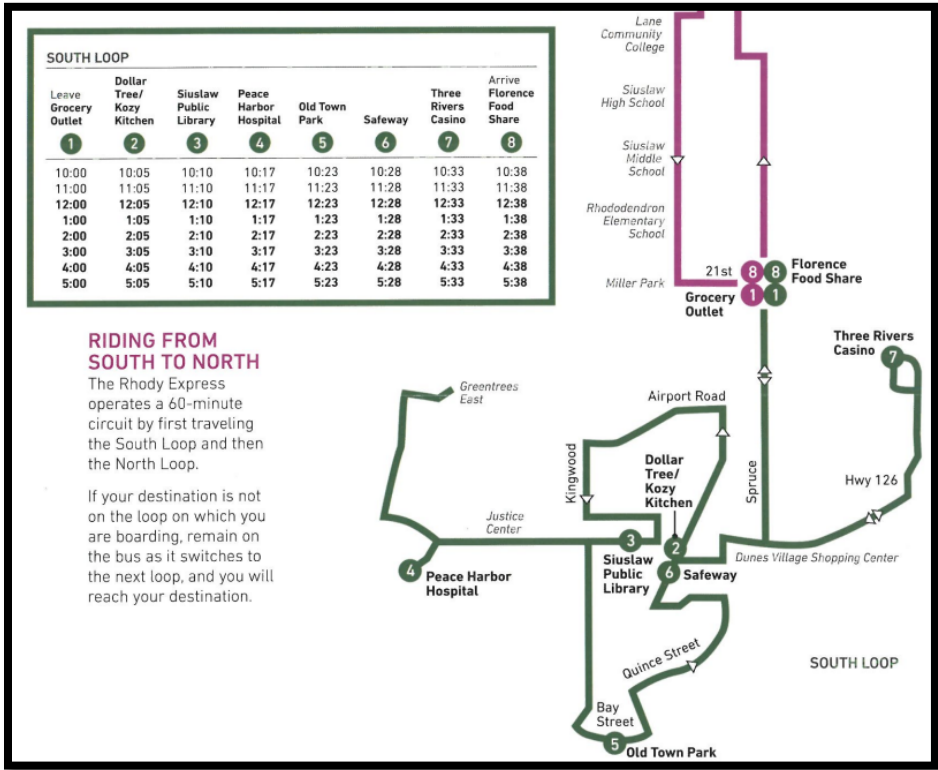 SOUTH LOOP
Leave Grocery Outlet
Dollar Tree/ Kozy Kitchen
Siuslaw Public Library
Peace Harbor Hospital
Old Town Park
Safeway
Three Rivers Casino
Arrive Florence Food Share
1 2 3 4 5 6 7 8
10:00 10:05 10:10 10:17 10:23 10:28 10:33 10:38
11:00 11:05 11:10 11:17 11:23 11:28 11:33 11:38
12:00 12:05 12:10 12:17 12:23 12:28 12:33 12:38
1:00 1:05 1:10 1:17 1:23 1:28 1:33 1:38
2:00 2:05 2:10 2:17 2:23 2:28 2:33 2:38
3:00 3:05 3:10 3:17 3:23 3:28 3:33 3:38
4:00 4:05 4:10 4:17 4:23 4:28 4:33 4:38
5:00 5:05 5:10 5:17 5:23 5:28 5:33 5:38
RIDING FROM
SOUTH TO NORTH
The Rhody Express
operates a 60-minute
circuit by first traveling
the South Loop and then
the North Loop.
If your destination is not
on the loop on which you
are boarding, remain on
the bus as it switches to
the next loop, and you will
reach your destination.
Lane
Community
College
Siuslaw
High School
Siuslaw
Middle
School
Rhododendron
Elementary
School
Miller Park
21st
8 8
1 1
Florence
Food Share
Grocery
Outlet
Three Rivers
Casino
7
Greentrees
East
Airport Road
Kingwood
Dollar
Tree/
Kozy
Kitchen
Spruce
Hwy 126
Justice
Center
3
2
Siuslaw
Public
Library
6
Safeway
Dunes Village Shopping Center
4
Peace Harbor
Hospital
Quince Street
SOUTH LOOP
Bay
Street
5
Old Town Park